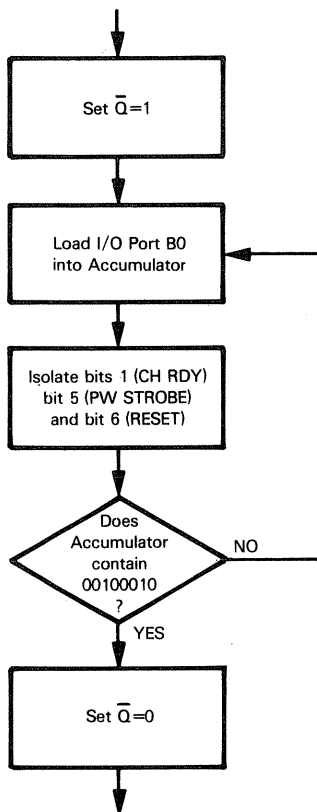 Set Q̅=1
Load I/O Port B0
into Accumulator
Isolate bits 1 (CH RDY)
bit 5 (PW STROBE)
and bit 6 (RESET)
Does
Accumulator
contain
00100010
?
NO
YES
Set Q̅=0